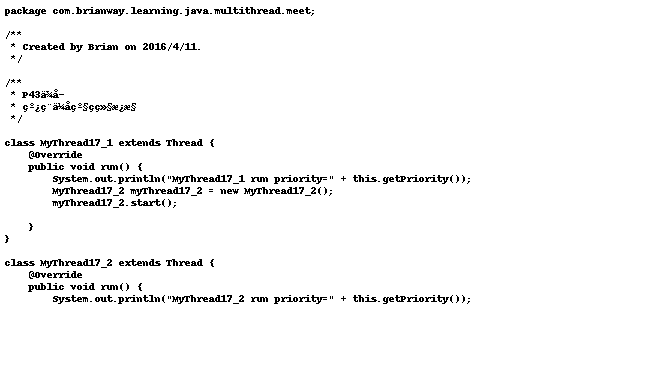 package com.brianway.learning.java.multithread.meet;
/**
 * Created by Brian on 2016/4/11.
 */
/**
 * P43ä¾å­
 * çº¿ç¨ä¼åçº§çç»§æ¿æ§
 */
class MyThread17_1 extends Thread {
    @Override
    public void run() {
        System.out.println("MyThread17_1 run priority=" + this.getPriority());
        MyThread17_2 myThread17_2 = new MyThread17_2();
        myThread17_2.start();
    }
}
class MyThread17_2 extends Thread {
    @Override
    public void run() {
        System.out.println("MyThread17_2 run priority=" + this.getPriority());